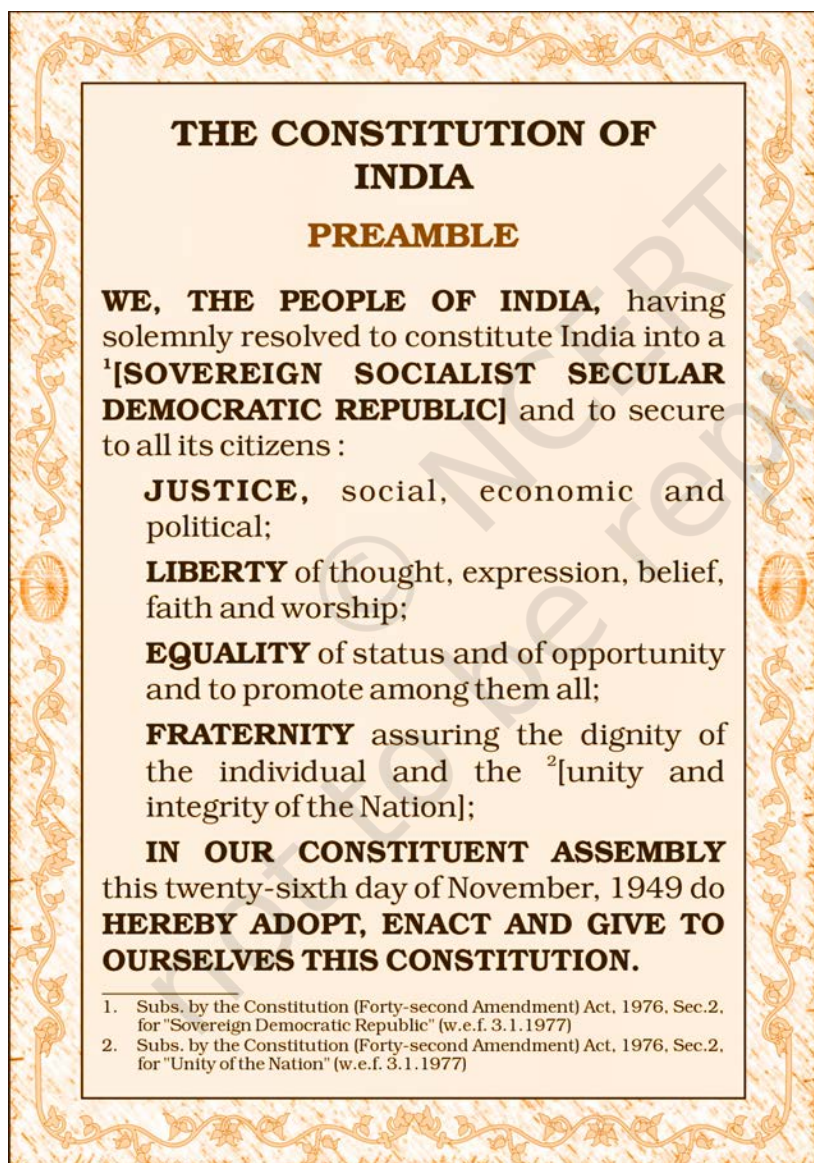 THE CONSTITUTION OF
INDIA
PREAMBLE
WE, THE PEOPLE OF INDIA, having
solemnly resolved to constitute India into a
¹[SOVEREIGN SOCIALIST SECULAR
DEMOCRATIC REPUBLIC] and to secure
to all its citizens :
JUSTICE, social, economic and
political;
LIBERTY of thought, expression, belief,
faith and worship;
EQUALITY of status and of opportunity
and to promote among them all;
FRATERNITY assuring the dignity of
the individual and the ²[unity and
integrity of the Nation];
IN OUR CONSTITUENT ASSEMBLY
this twenty-sixth day of November, 1949 do
HEREBY ADOPT, ENACT AND GIVE TO
OURSELVES THIS CONSTITUTION.
1. Subs. by the Constitution (Forty-second Amendment) Act, 1976, Sec.2,
for "Sovereign Democratic Republic" (w.e.f. 3.1.1977)
2. Subs. by the Constitution (Forty-second Amendment) Act, 1976, Sec.2,
for "Unity of the Nation" (w.e.f. 3.1.1977)
© NCERT
not to be